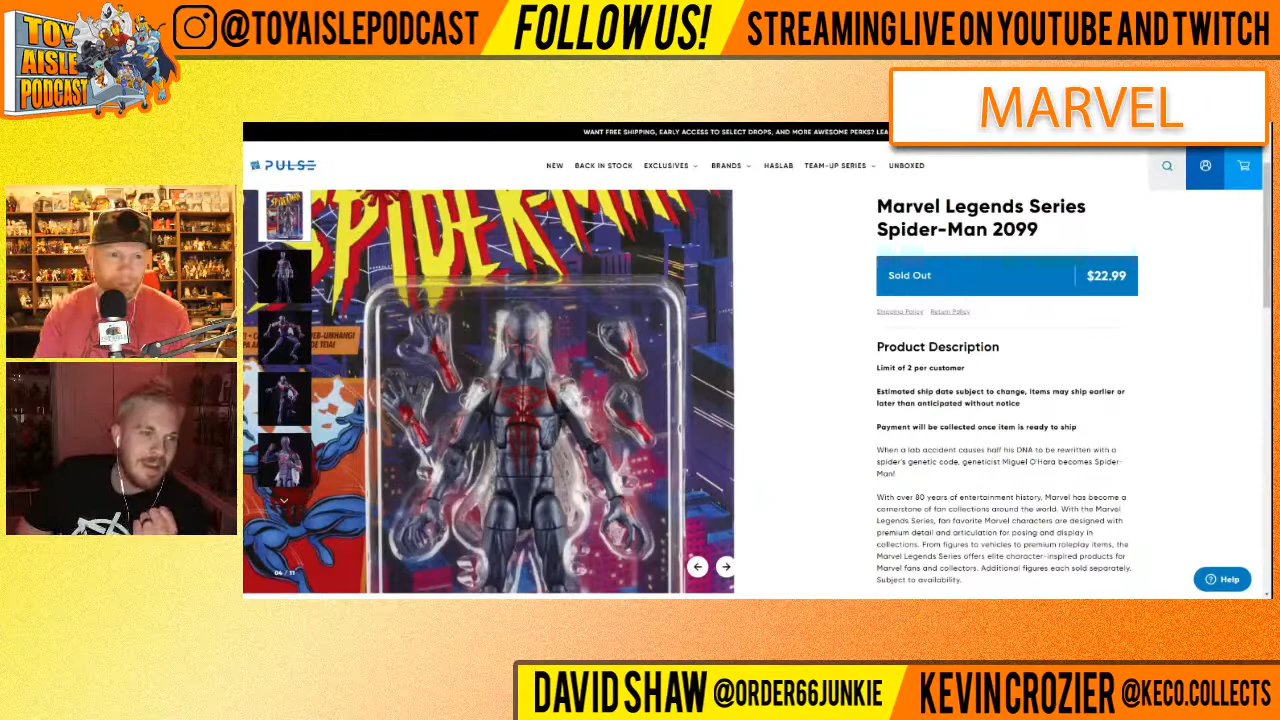 TOY
AISLE
PODCAST
@TOYAISLEPODCAST
FOLLOW US!
STREAMING LIVE ON YOUTUBE AND TWITCH
MARVEL
WANT FREE SHIPPING, EARLY ACCESS TO SELECT DROPS, AND MORE AWESOME PERKS?
PULSE
NEW
BACK IN STOCK
EXCLUSIVES
BRANDS
HASLAB
TEAM-UP SERIES
UNBOXED
SPIDER-MAN
Marvel Legends Series
Spider-Man 2099
Sold Out
$22.99
Shipping Policy
Return Policy
Product Description
Limit of 2 per customer
Estimated ship date subject to change, items may ship earlier or
later than anticipated without notice
Payment will be collected once item is ready to ship
When a lab accident causes half his DNA to be rewritten with a
spider's genetic code, geneticist Miguel O'Hara becomes Spider-
Man!
With over 80 years of entertainment history, Marvel has become a
cornerstone of fan collections around the world. With the Marvel
Legends Series, fan favorite Marvel characters are designed with
premium detail and articulation for posing and display in
collections. From figures to vehicles to premium roleplay items, the
Marvel Legends Series offers elite character-inspired products for
Marvel fans and collectors. Additional figures each sold separately.
Subject to availability.
04 / 11
Help
DAVID SHAW @ORDER66JUNKIE
KEVIN CROZIER @KECO.COLLECTS